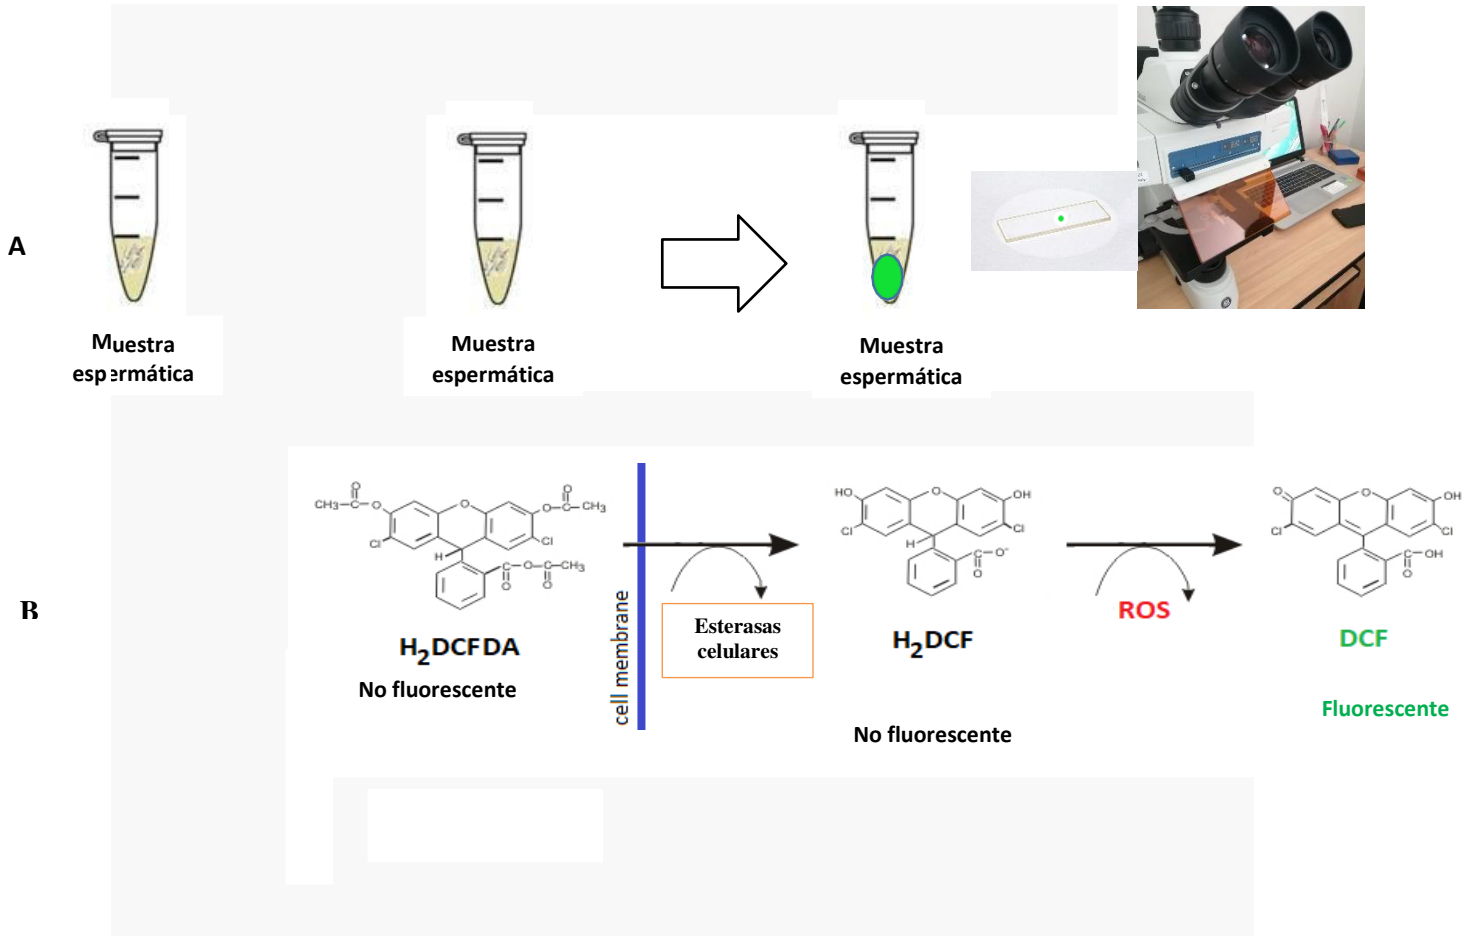 A
Muestra
espermática
Muestra
espermática
Muestra
espermática
B
CH3-C-O
O
O
O
O-C-CH3
Cl
Cl
H
C-O-C-CH3
O
O
H2DCFDA
No fluorescente
cell membrane
Esterasas
celulares
HO
O
OH
Cl
Cl
H
C-O-
O
H2DCF
No fluorescente
ROS
O
O
OH
Cl
Cl
C-OH
O
DCF
Fluorescente